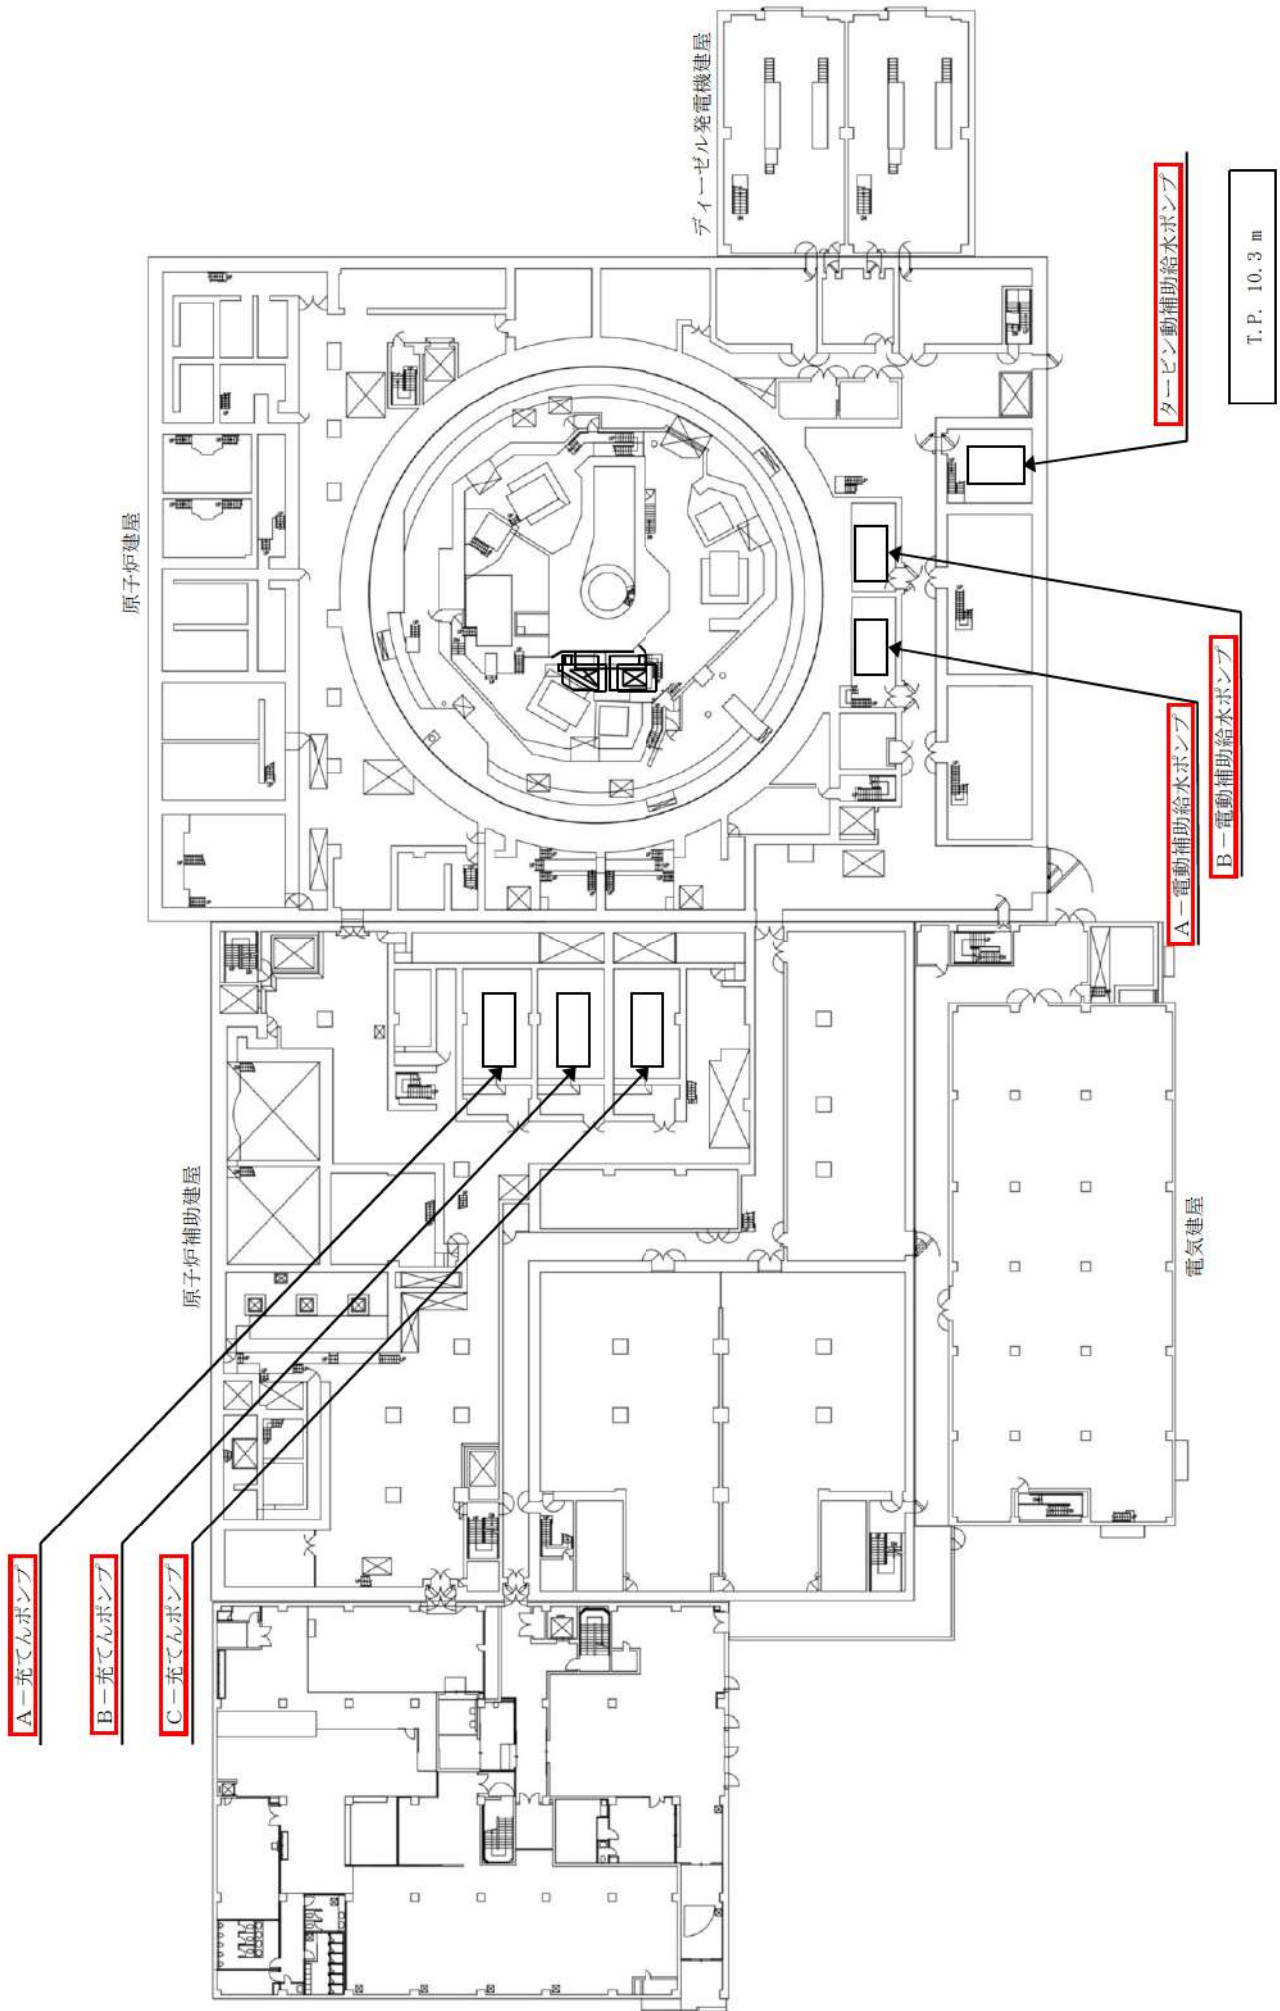 ディーゼル発電機建屋
タービン動補助給水ポンプ
T.P. 10.3 m
原子炉建屋
B－電動補助給水ポンプ
A－電動補助給水ポンプ
原子炉補助建屋
電気建屋
A－充てんポンプ
B－充てんポンプ
C－充てんポンプ